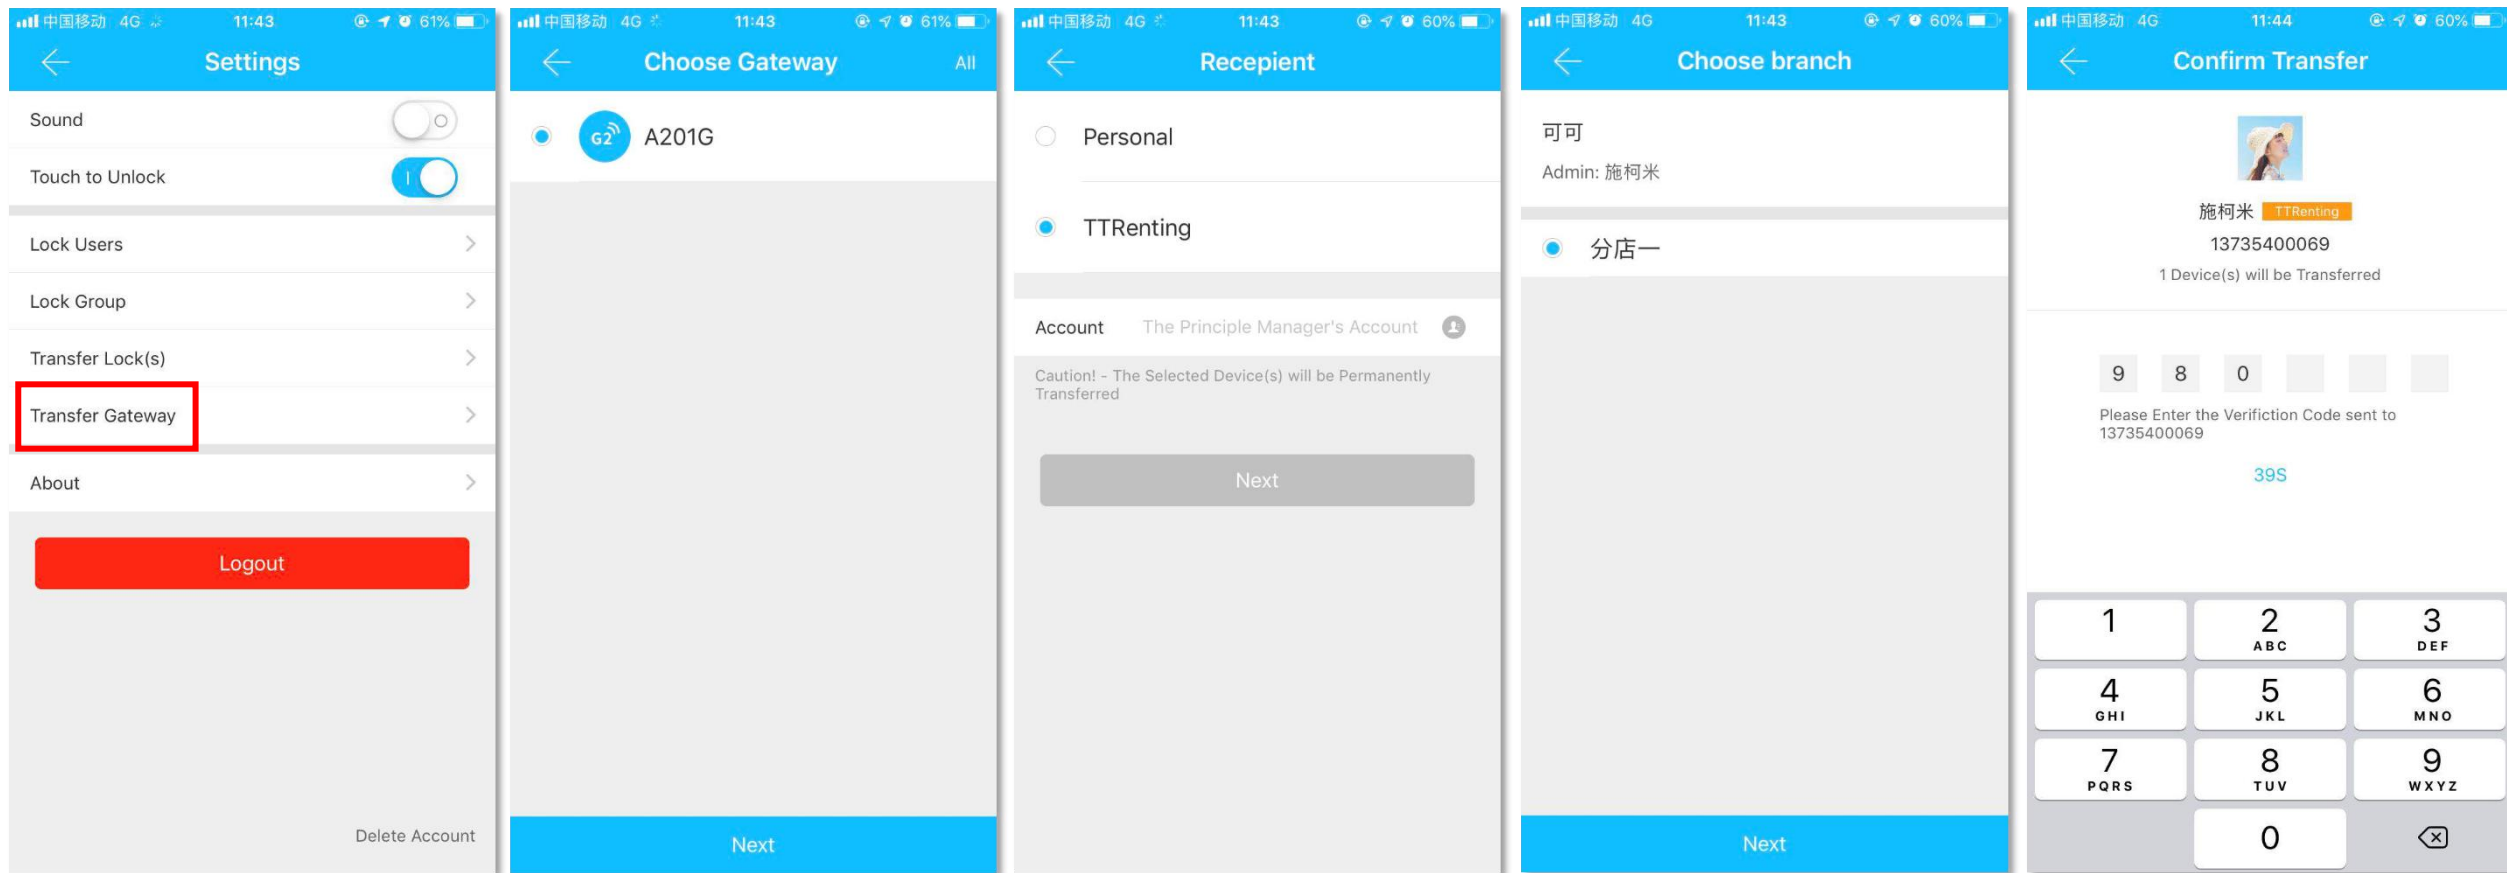 中国移动 4G 11:43 61%
Settings
Sound
Touch to Unlock
Lock Users
Lock Group
Transfer Lock(s)
Transfer Gateway
About
Logout
Delete Account
中国移动 4G 11:43 61%
Choose Gateway All
G2 A201G
Next
中国移动 4G 11:43 60%
Recepient
Personal
TTRenting
Account The Principle Manager's Account
Caution! - The Selected Device(s) will be Permanently
Transferred
Next
中国移动 4G 11:43 60%
Choose branch
可可
Admin: 施柯米
分店一
Next
中国移动 4G 11:44 60%
Confirm Transfer
施柯米 TTRenting
13735400069
1 Device(s) will be Transferred
9 8 0
Please Enter the Verifiction Code sent to
13735400069
39S
1 2 3
ABC DEF
4 5 6
GHI JKL MNO
7 8 9
PQRS TUV WXYZ
0